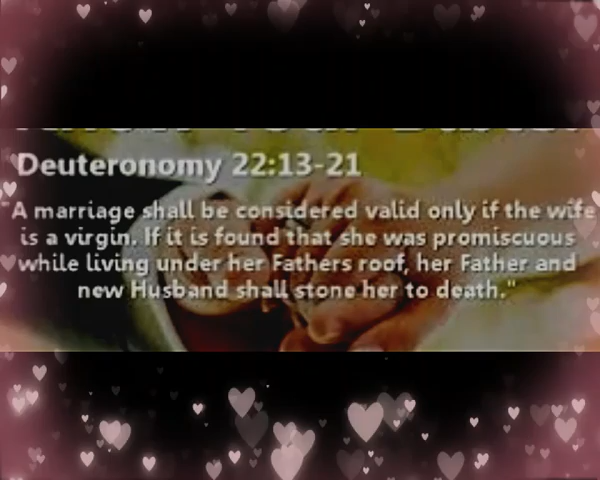 Deuteronomy 22:13-21
"A marriage shall be considered valid only if the wife
is a virgin. If it is found that she was promiscuous
while living under her Fathers roof, her Father and
new Husband shall stone her to death."